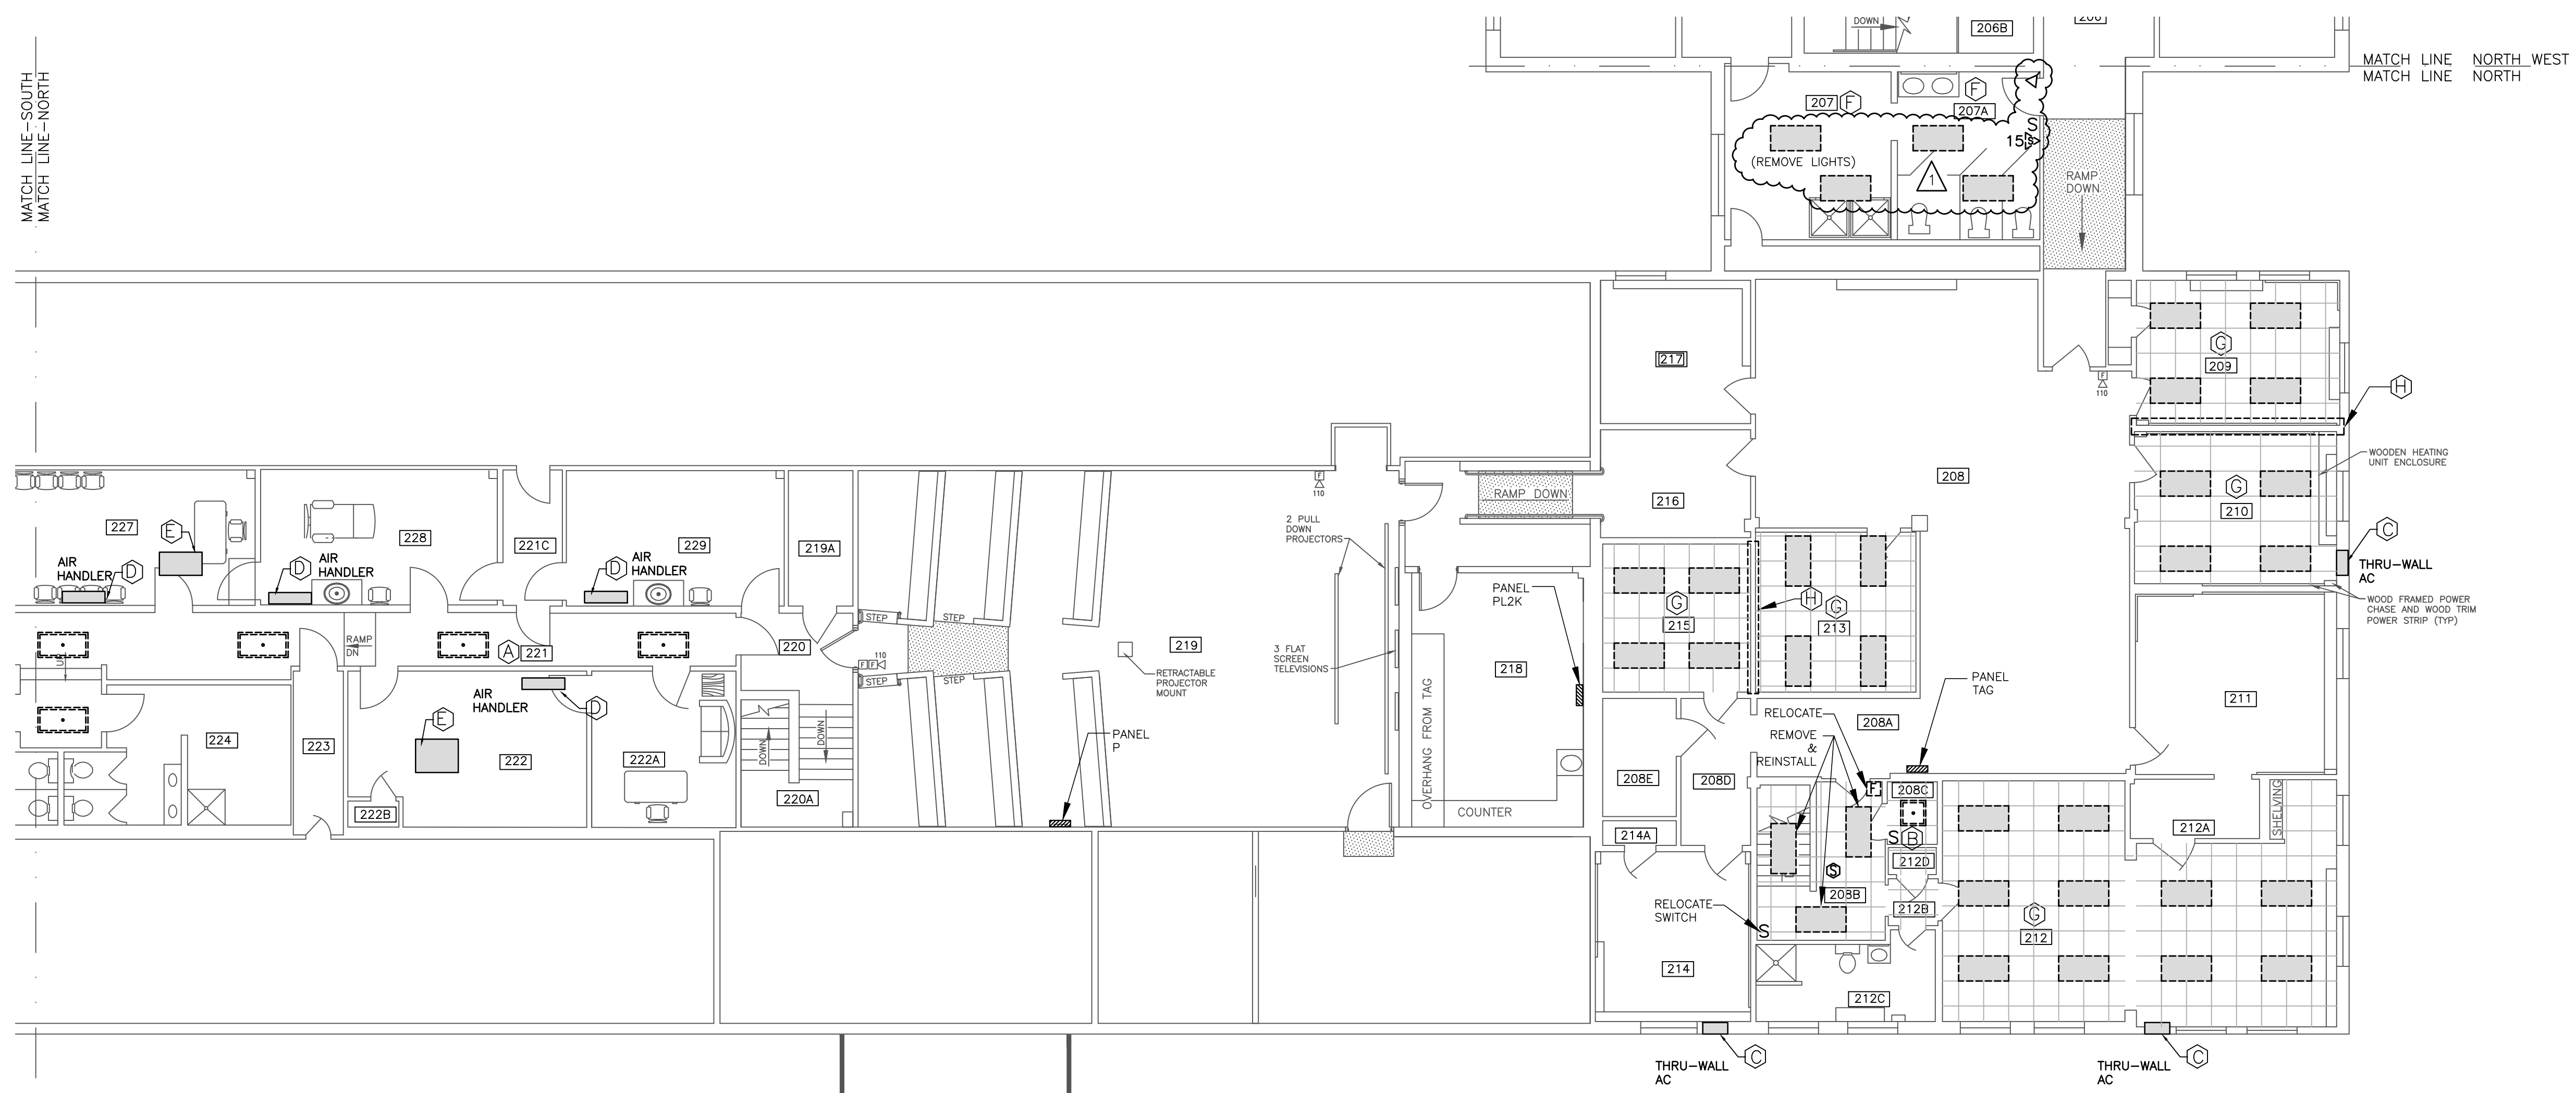 MATCH LINE-SOUTH
MATCH LINE-NORTH
DOWN
206B
MATCH LINE NORTH WEST
MATCH LINE NORTH
207
F
F
207A
S
15
S
(REMOVE LIGHTS)
1
RAMP
DOWN
217
G
209
F
110
H
208
WOODEN HEATING
UNIT ENCLOSURE
G
210
C
THRU-WALL
AC
WOOD FRAMED POWER
CHASE AND WOOD TRIM
POWER STRIP (TYP)
227
E
AIR
HANDLER
D
228
D
AIR
HANDLER
221C
229
D
AIR
HANDLER
219A
F
110
2 PULL
DOWN
PROJECTORS
RAMP DOWN
216
UP
RAMP
DN
A
221
220
STEP
STEP
110
F F
STEP
STEP
219
RETRACTABLE
PROJECTOR
MOUNT
3 FLAT
SCREEN
TELEVISIONS
PANEL
PL2K
218
G
215
H
G
213
224
223
AIR
HANDLER
D
E
222
222A
222B
DOWN
DOWN
220A
PANEL
P
OVERHANG FROM TAG
COUNTER
208E
208D
214A
RELOCATE
REMOVE
&
REINSTALL
208A
PANEL
TAG
211
F
208C
S
B
212D
S
208B
212B
RELOCATE
SWITCH
S
214
212C
G
212
212A
SHELVING
THRU-WALL
AC
C
THRU-WALL
AC
C